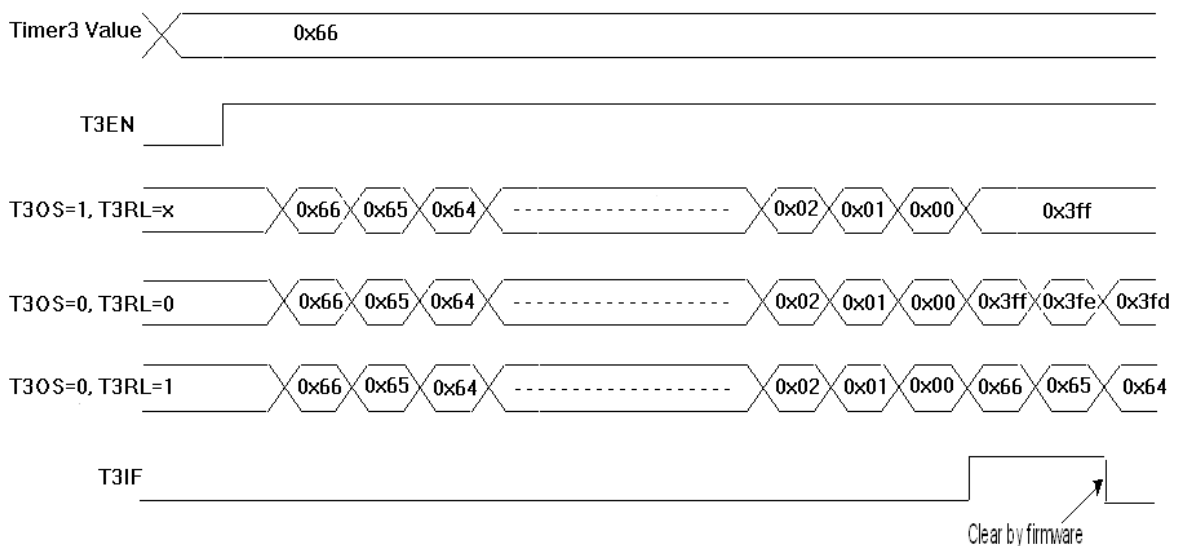 Timer3 Value 0x66
T3EN
T3OS=1, T3RL=x 0x66 0x65 0x64 0x02 0x01 0x00 0x3ff
T3OS=0, T3RL=0 0x66 0x65 0x64 0x02 0x01 0x00 0x3ff 0x3fe 0x3fd
T3OS=0, T3RL=1 0x66 0x65 0x64 0x02 0x01 0x00 0x66 0x65 0x64
T3IF
Clear by firmware